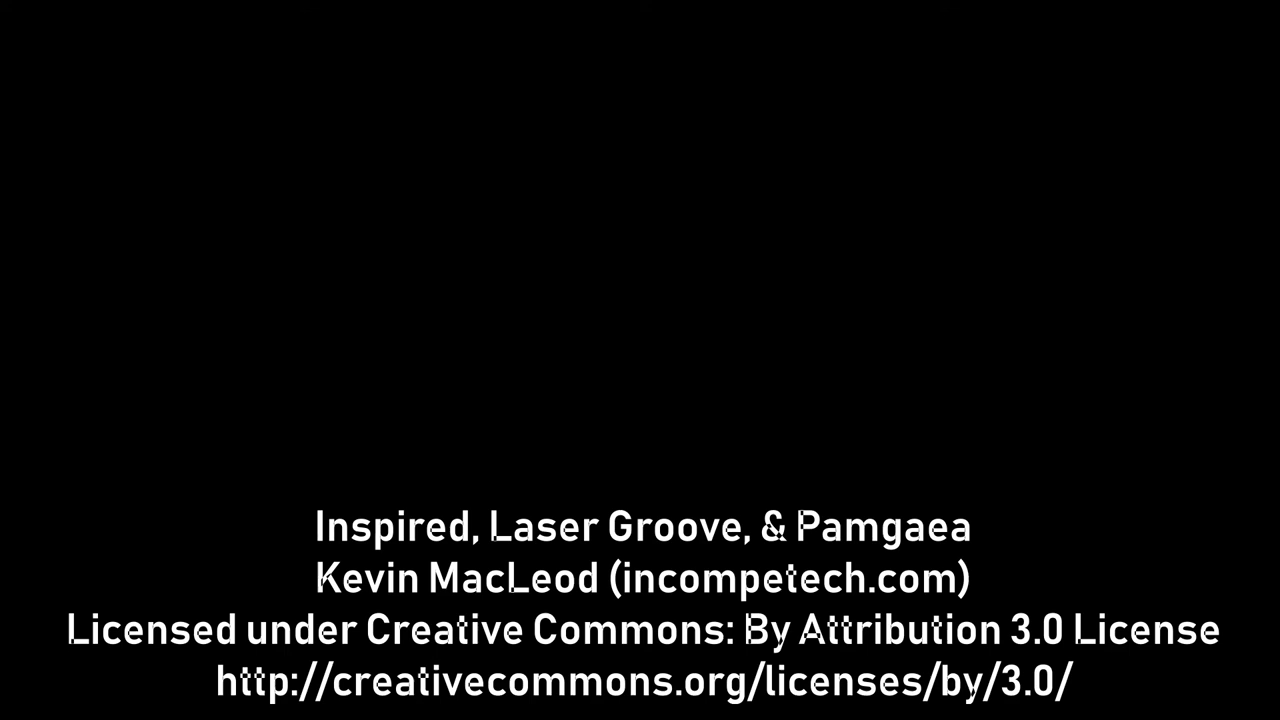 Inspired, Laser Groove, & Pamgaea
Kevin MacLeod (incompetech.com)
Licensed under Creative Commons: By Attribution 3.0 License
http://creativecommons.org/licenses/by/3.0/